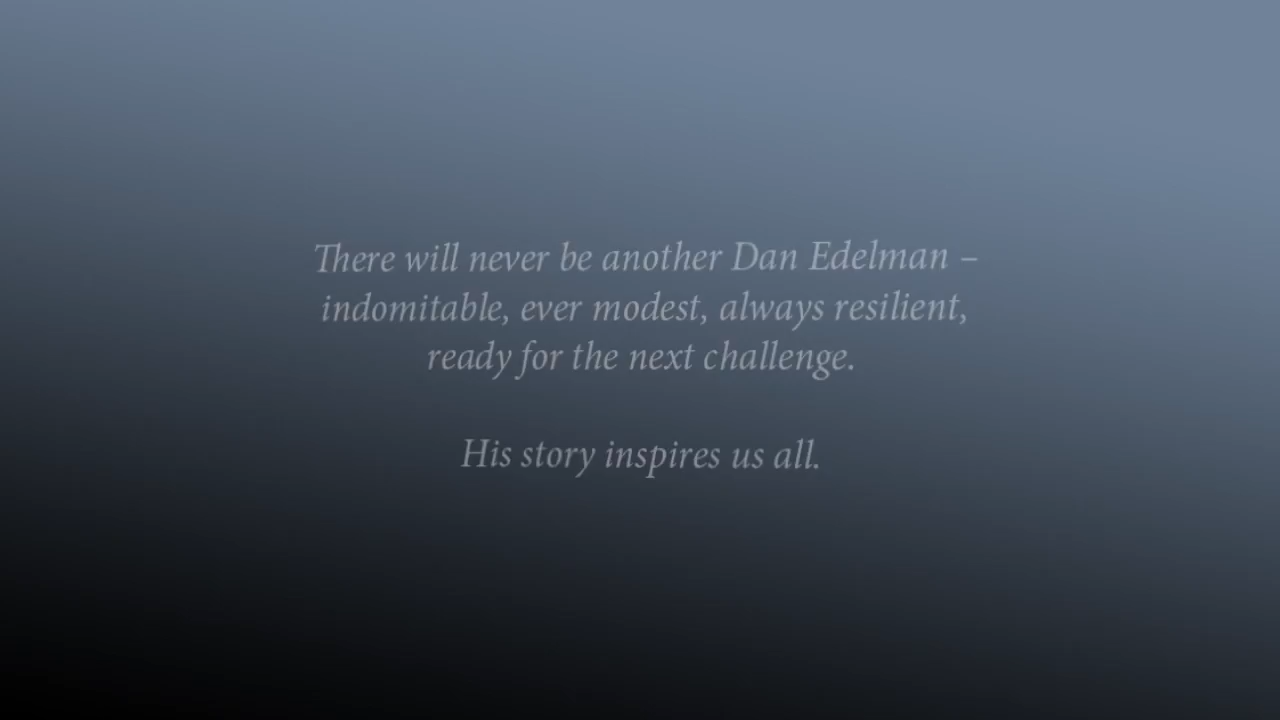 There will never be another Dan Edelman –
indomitable, ever modest, always resilient,
ready for the next challenge.
His story inspires us all.